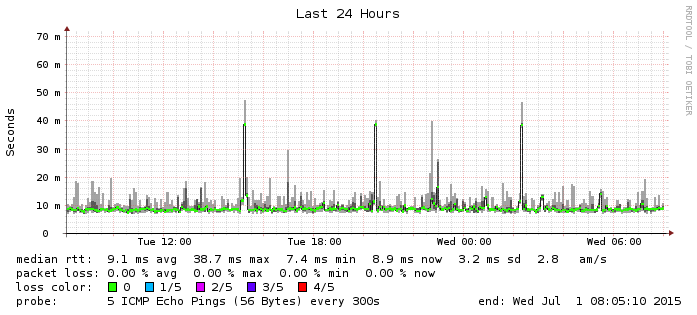 Last 24 Hours
RRDTOOL / TOBI OETIKER
Seconds
70 m
60 m
50 m
40 m
30 m
20 m
10 m
0
Tue 12:00 Tue 18:00 Wed 00:00 Wed 06:00
median rtt: 9.1 ms avg 38.7 ms max 7.4 ms min 8.9 ms now 3.2 ms sd 2.8 am/s
packet loss: 0.00 % avg 0.00 % max 0.00 % min 0.00 % now
loss color: 0 1/5 2/5 3/5 4/5
probe: 5 ICMP Echo Pings (56 Bytes) every 300s end: Wed Jul 1 08:05:10 2015